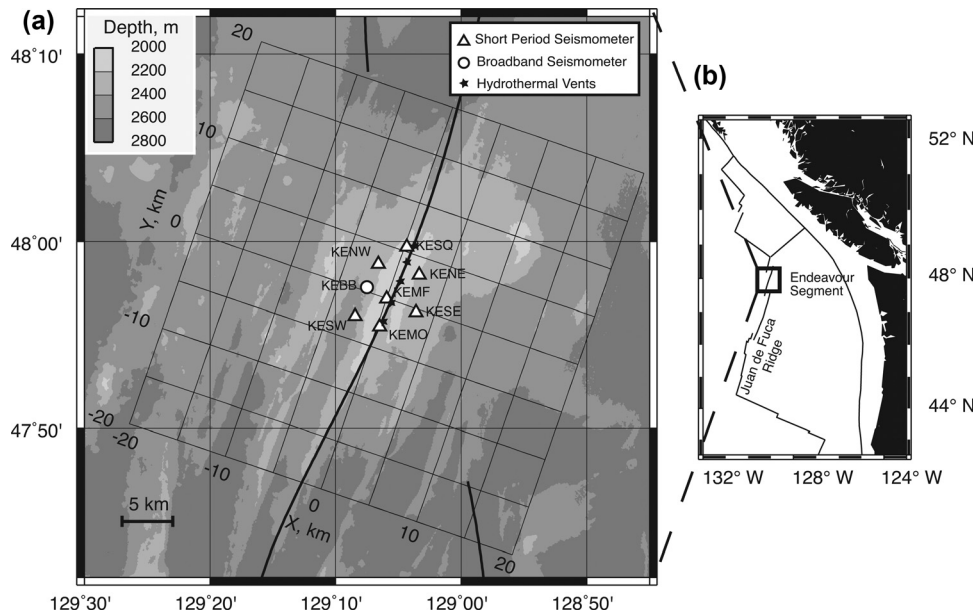 (a)
Depth, m
2000
2200
2400
2600
2800
Short Period Seismometer
Broadband Seismometer
Hydrothermal Vents
48°10'
48°00'
47°50'
129°30'
129°20'
129°10'
129°00'
128°50'
20
10
Y, km
0
-10
-20
-20
-10
0
X, km
10
20
KESQ
KENW
KENE
KEBB
KEMF
KESE
KESW
KEMO
5 km
(b)
52° N
48° N
44° N
132° W
128° W
124° W
Endeavour
Segment
Juan de Fuca
Ridge